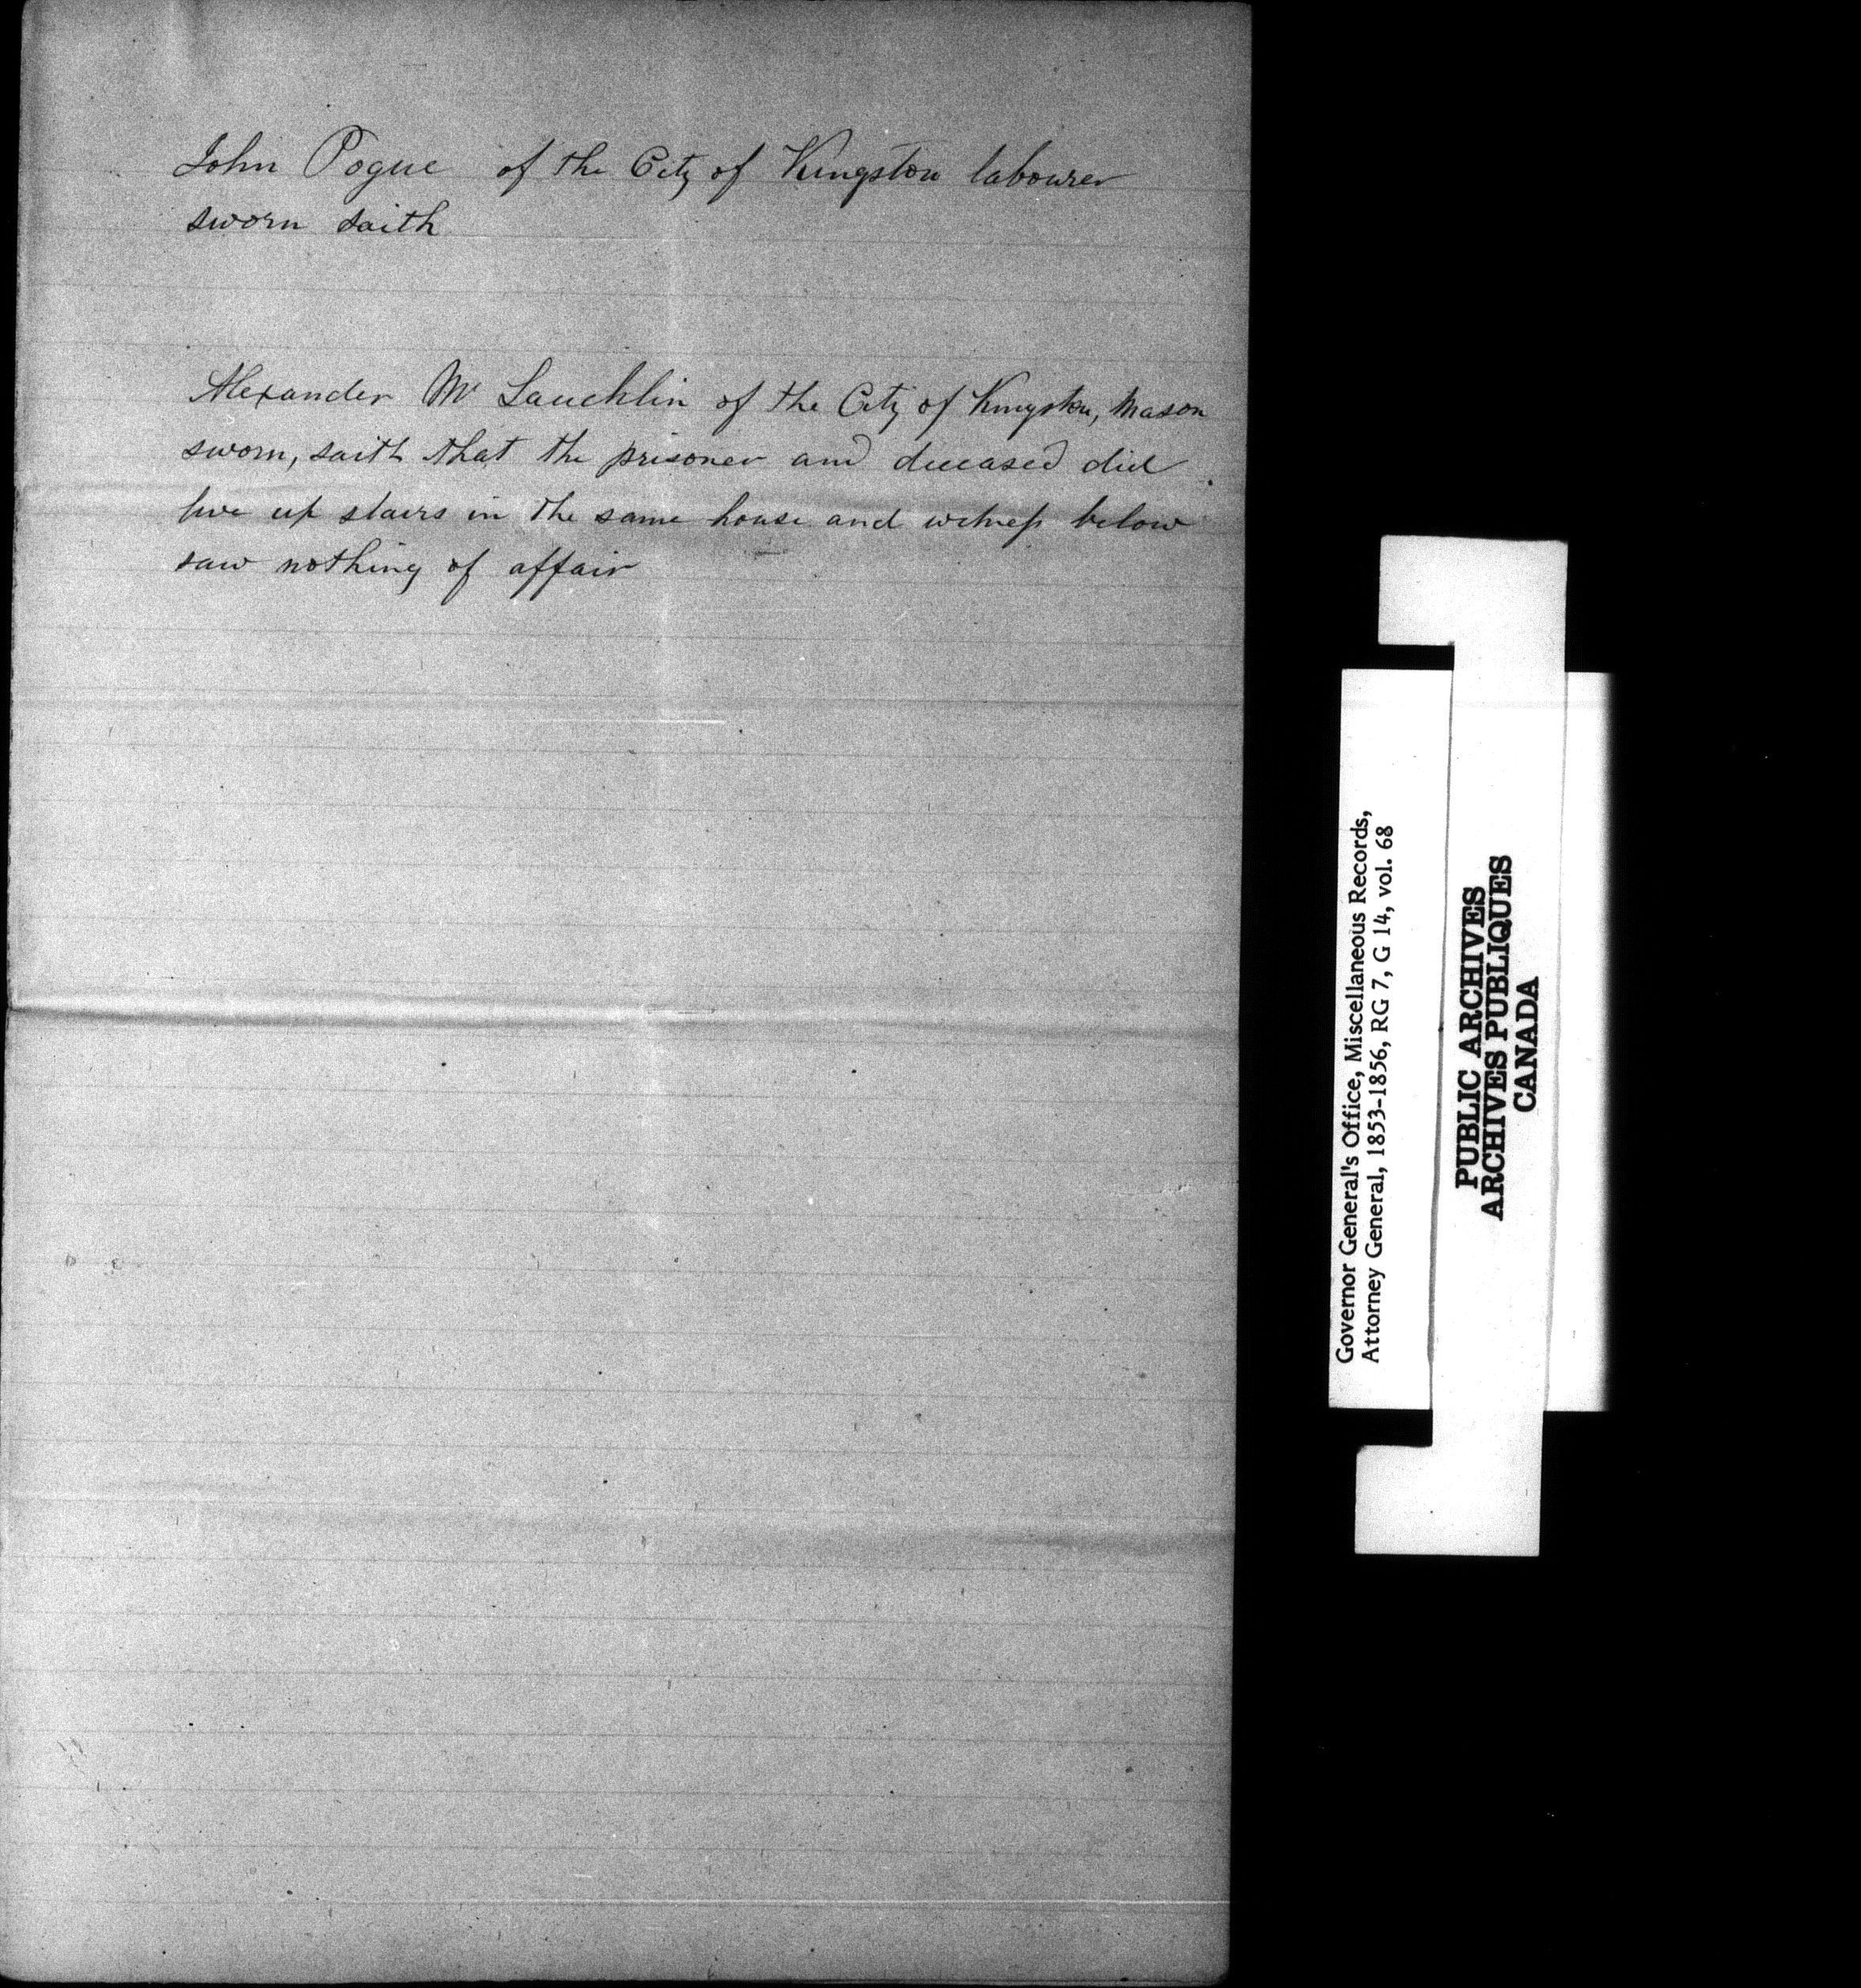 John Pogue of the City of Kingston labourer
sworn saith
Alexander Mc Lauchlin of the City of Kingston, Mason
sworn, saith that the prisoner and deceased did
live up stairs in the same house and witness below
saw nothing of affair
Governor General's Office, Miscellaneous Records,
Attorney General, 1853-1856, RG 7, G 14, vol. 68
PUBLIC ARCHIVES
ARCHIVES PUBLIQUES
CANADA